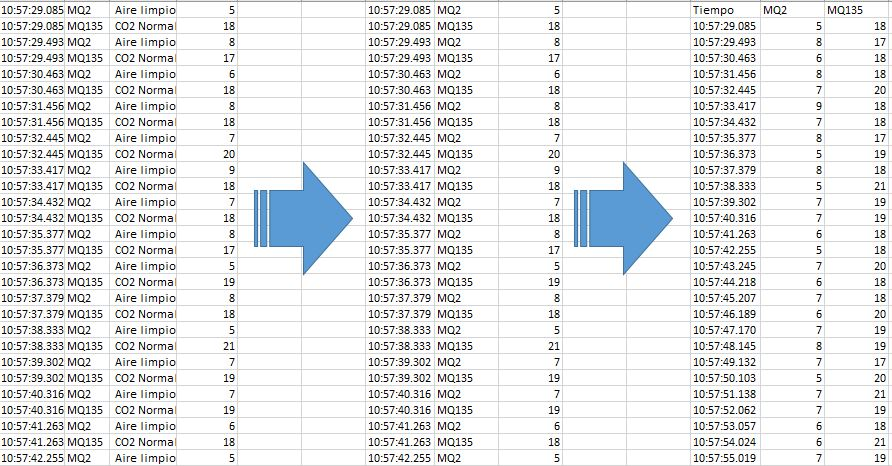 10:57:29.085 MQ2 Aire limpio 5 10:57:29.085 MQ2 5 Tiempo MQ2 MQ135
10:57:29.085 MQ135 CO2 Normal 18 10:57:29.085 MQ135 18 10:57:29.085 5 18
10:57:29.493 MQ2 Aire limpio 8 10:57:29.493 MQ2 8 10:57:29.493 8 17
10:57:29.493 MQ135 CO2 Normal 17 10:57:29.493 MQ135 17 10:57:30.463 6 18
10:57:30.463 MQ2 Aire limpio 6 10:57:30.463 MQ2 6 10:57:31.456 8 18
10:57:30.463 MQ135 CO2 Normal 18 10:57:30.463 MQ135 18 10:57:32.445 7 20
10:57:31.456 MQ2 Aire limpio 8 10:57:31.456 MQ2 8 10:57:33.417 9 18
10:57:31.456 MQ135 CO2 Normal 18 10:57:31.456 MQ135 18 10:57:34.432 7 18
10:57:32.445 MQ2 Aire limpio 7 10:57:32.445 MQ2 7 10:57:35.377 8 17
10:57:32.445 MQ135 CO2 Normal 20 10:57:32.445 MQ135 20 10:57:36.373 5 19
10:57:33.417 MQ2 Aire limpio 9 10:57:33.417 MQ2 9 10:57:37.379 8 18
10:57:33.417 MQ135 CO2 Normal 18 10:57:33.417 MQ135 18 10:57:38.333 5 21
10:57:34.432 MQ2 Aire limpio 7 10:57:34.432 MQ2 7 10:57:39.302 7 19
10:57:34.432 MQ135 CO2 Normal 18 10:57:34.432 MQ135 18 10:57:40.316 7 19
10:57:35.377 MQ2 Aire limpio 8 10:57:35.377 MQ2 8 10:57:41.263 6 18
10:57:35.377 MQ135 CO2 Normal 17 10:57:35.377 MQ135 17 10:57:42.255 5 18
10:57:36.373 MQ2 Aire limpio 5 10:57:36.373 MQ2 5 10:57:43.245 7 20
10:57:36.373 MQ135 CO2 Normal 19 10:57:36.373 MQ135 19 10:57:44.218 6 18
10:57:37.379 MQ2 Aire limpio 8 10:57:37.379 MQ2 8 10:57:45.207 7 18
10:57:37.379 MQ135 CO2 Normal 18 10:57:37.379 MQ135 18 10:57:46.189 6 20
10:57:38.333 MQ2 Aire limpio 5 10:57:38.333 MQ2 5 10:57:47.170 7 19
10:57:38.333 MQ135 CO2 Normal 21 10:57:38.333 MQ135 21 10:57:48.145 8 19
10:57:39.302 MQ2 Aire limpio 7 10:57:39.302 MQ2 7 10:57:49.132 7 17
10:57:39.302 MQ135 CO2 Normal 19 10:57:39.302 MQ135 19 10:57:50.103 5 20
10:57:40.316 MQ2 Aire limpio 7 10:57:40.316 MQ2 7 10:57:51.138 7 21
10:57:40.316 MQ135 CO2 Normal 19 10:57:40.316 MQ135 19 10:57:52.062 7 19
10:57:41.263 MQ2 Aire limpio 6 10:57:41.263 MQ2 6 10:57:53.057 6 18
10:57:41.263 MQ135 CO2 Normal 18 10:57:41.263 MQ135 18 10:57:54.024 6 21
10:57:42.255 MQ2 Aire limpio 5 10:57:42.255 MQ2 5 10:57:55.019 7 19